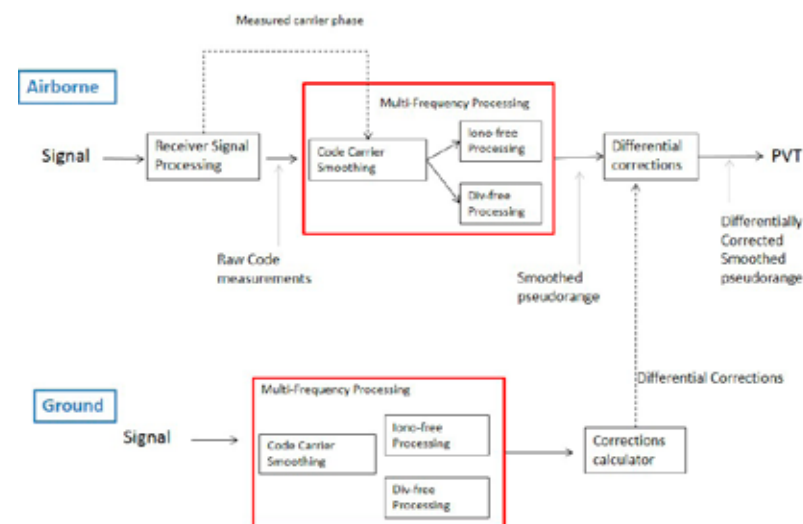 Measured carrier phase
Airborne
Multi-Frequency Processing
Signal
Receiver Signal
Processing
Code Carrier
Smoothing
Iono-free
Processing
Div-free
Processing
Differential
corrections
PVT
Raw Code
measurements
Smoothed
pseudorange
Differentially
Corrected
Smoothed
pseudorange
Differential Corrections
Ground
Multi-Frequency Processing
Signal
Code Carrier
Smoothing
Iono-free
Processing
Div-free
Processing
Corrections
calculator